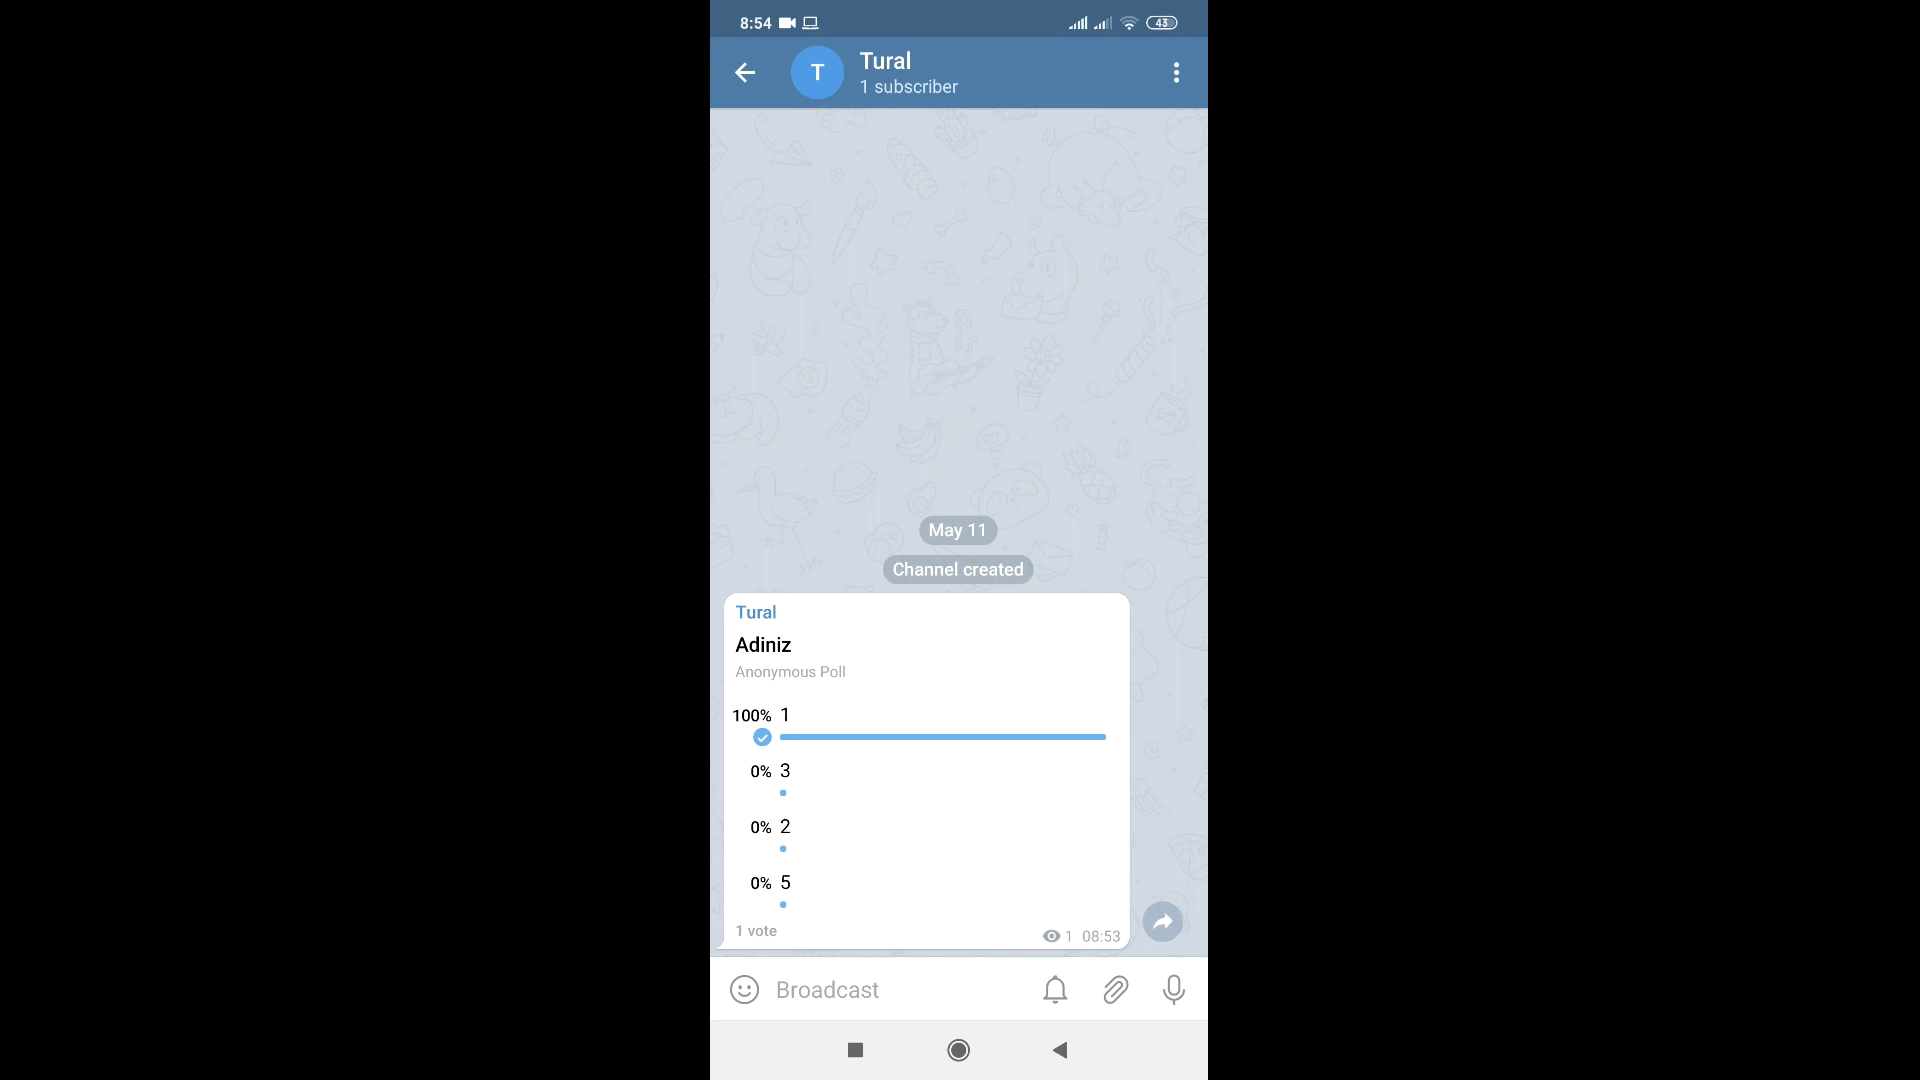 8:54 43
T
Tural
1 subscriber
May 11
Channel created
Tural
Adiniz
Anonymous Poll
100% 1
0% 3
0% 2
0% 5
1 vote 1 08:53
Broadcast